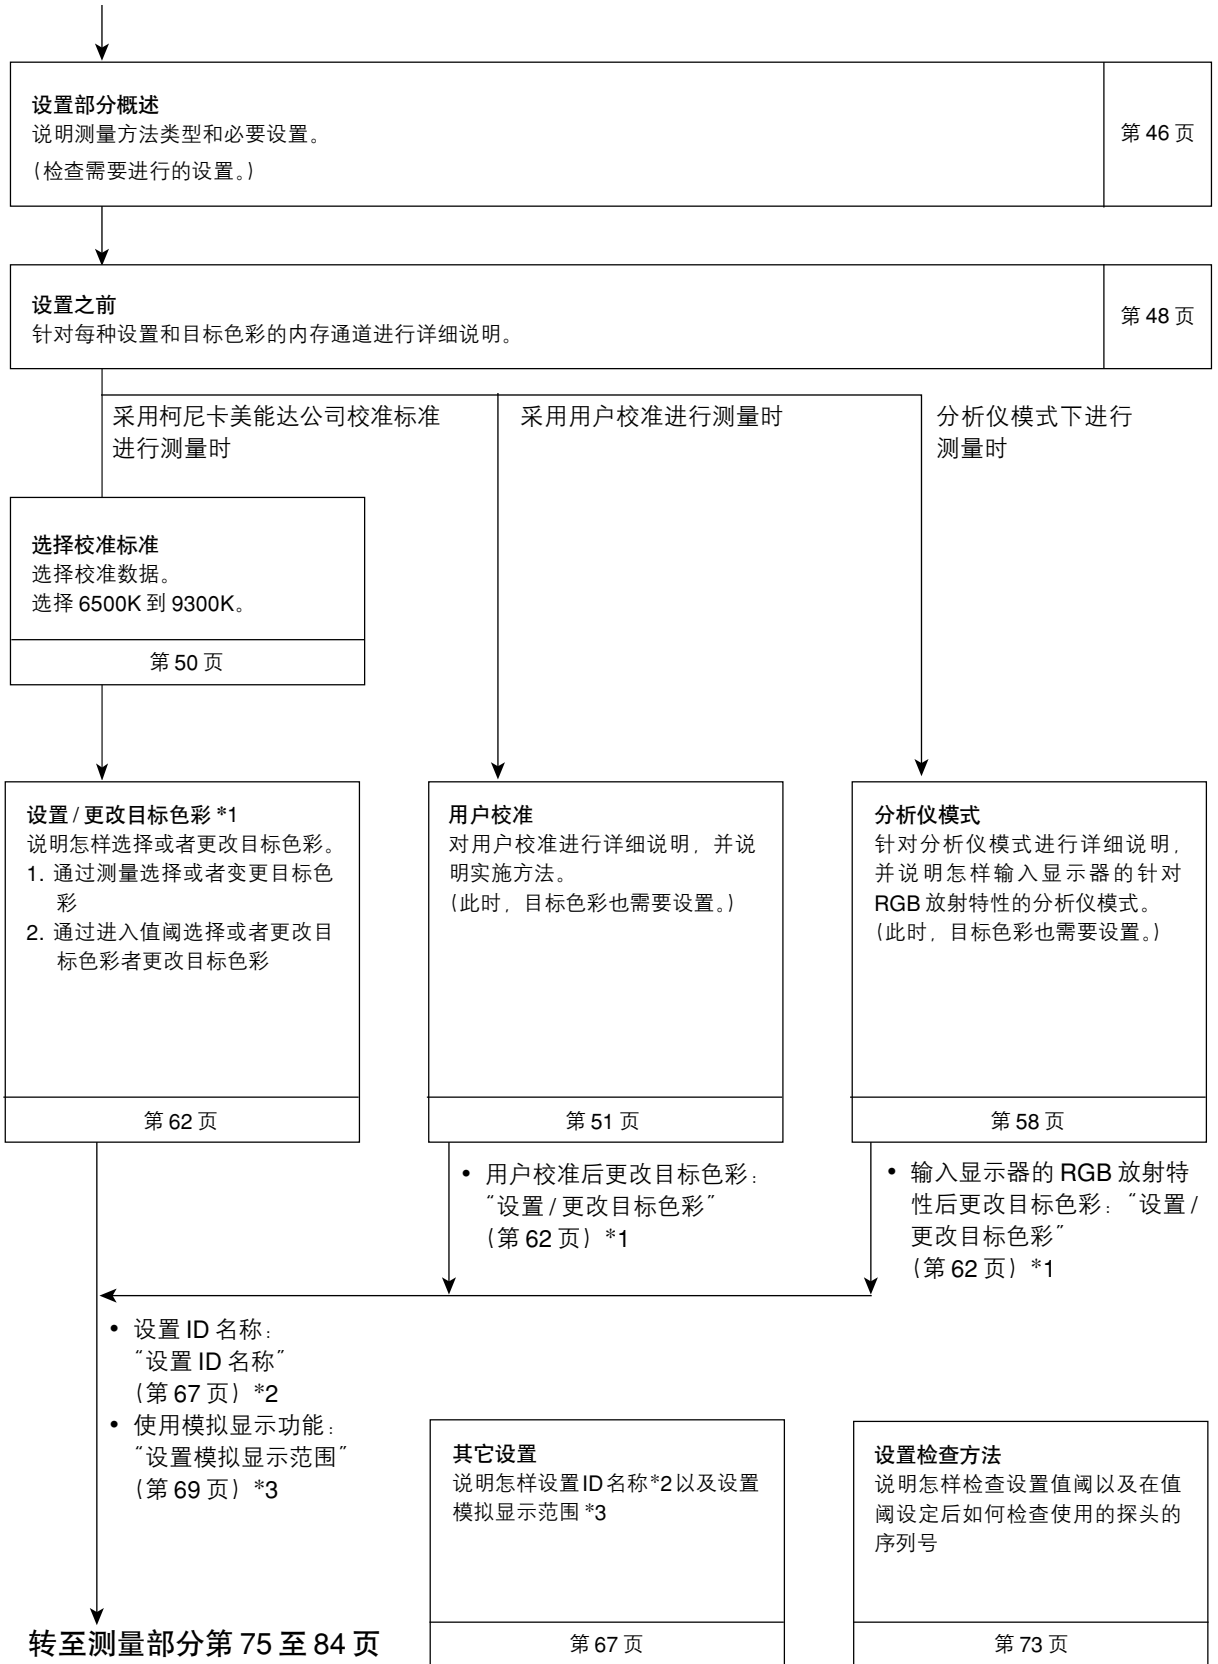 设置部分概述
说明测量方法类型和必要设置。
（检查需要进行的设置。）
第 46 页
设置之前
针对每种设置和目标色彩的内存通道进行详细说明。
第 48 页
采用柯尼卡美能达公司校准标准
进行测量时
采用用户校准进行测量时
分析仪模式下进行
测量时
选择校准标准
选择校准数据。
选择 6500K 到 9300K。
第 50 页
设置 / 更改目标色彩 *1
说明怎样选择或者更改目标色彩。
1. 通过测量选择或者变更目标色
彩
2. 通过进入值阈选择或者更改目
标色彩者更改目标色彩
第 62 页
用户校准
对用户校准进行详细说明，并说
明实施方法。
（此时，目标色彩也需要设置。）
第 51 页
分析仪模式
针对分析仪模式进行详细说明，
并说明怎样输入显示器的针对
RGB 放射特性的分析仪模式。
（此时，目标色彩也需要设置。）
第 58 页
• 用户校准后更改目标色彩：
“设置 / 更改目标色彩”
（第 62 页）*1
• 输入显示器的 RGB 放射特
性后更改目标色彩：“设置 /
更改目标色彩”
（第 62 页）*1
• 设置 ID 名称：
“设置 ID 名称”
（第 67 页）*2
• 使用模拟显示功能：
“设置模拟显示范围”
（第 69 页）*3
其它设置
说明怎样设置 ID 名称 *2 以及设置
模拟显示范围 *3
第 67 页
设置检查方法
说明怎样检查设置值阈以及在值
阈设定后如何检查使用的探头的
序列号
第 73 页
转至测量部分第 75 至 84 页